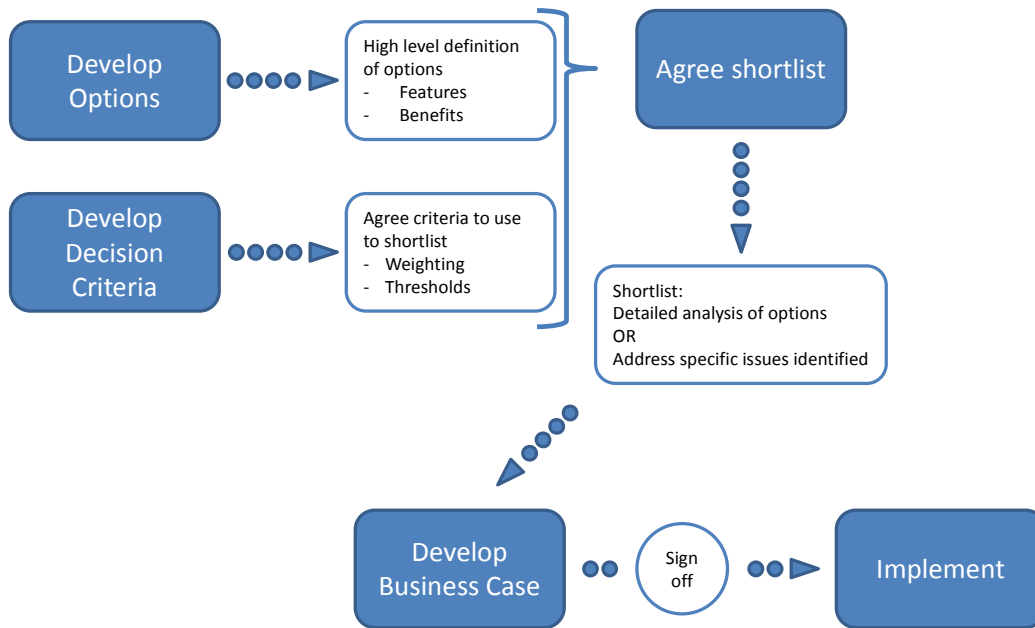 Develop
Options
High level definition
of options
- Features
- Benefits
Agree shortlist
Develop
Decision
Criteria
Agree criteria to use
to shortlist
- Weighting
- Thresholds
Shortlist:
Detailed analysis of options
OR
Address specific issues identified
Develop
Business Case
Sign
off
Implement